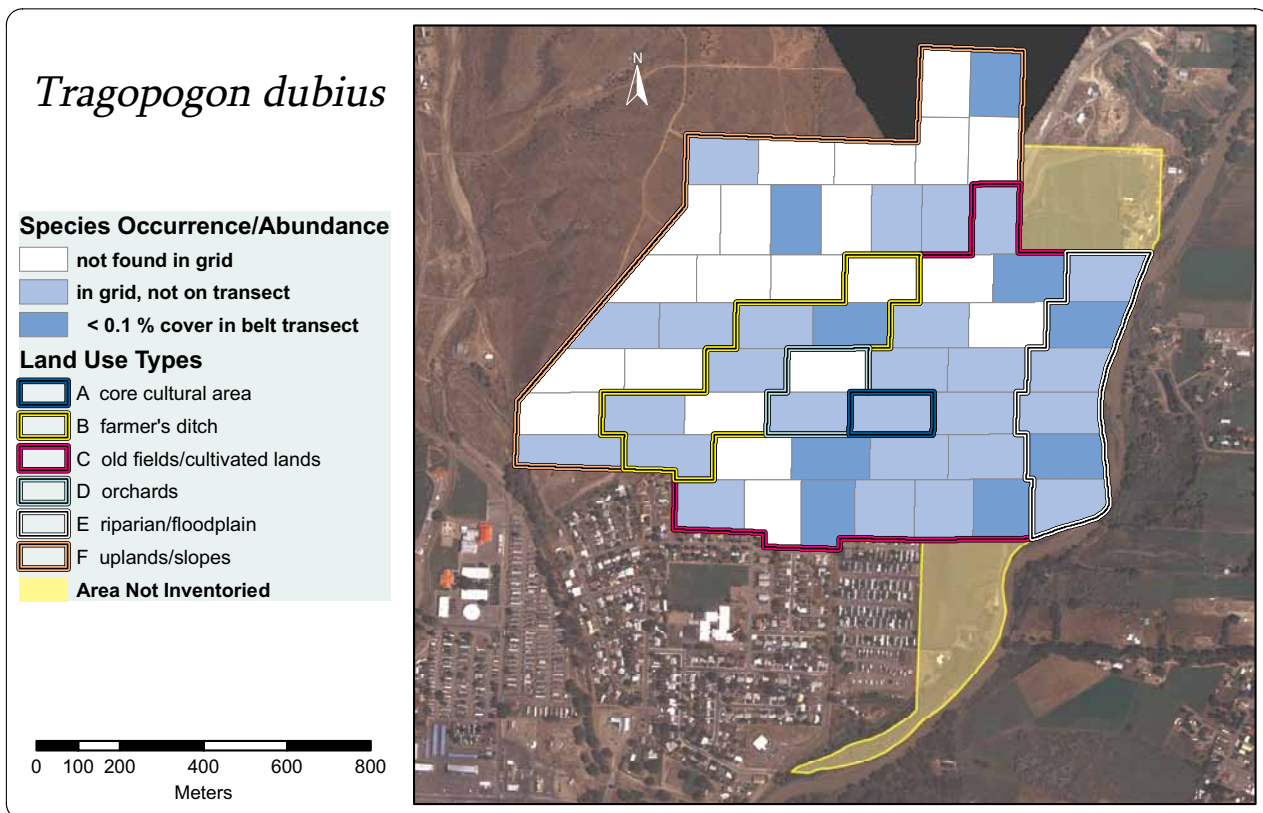 Tragopogon dubius
Species Occurrence/Abundance
not found in grid
in grid, not on transect
< 0.1 % cover in belt transect
Land Use Types
A core cultural area
B farmer's ditch
C old fields/cultivated lands
D orchards
E riparian/floodplain
F uplands/slopes
Area Not Inventoried
0 100 200 400 600 800
Meters
N